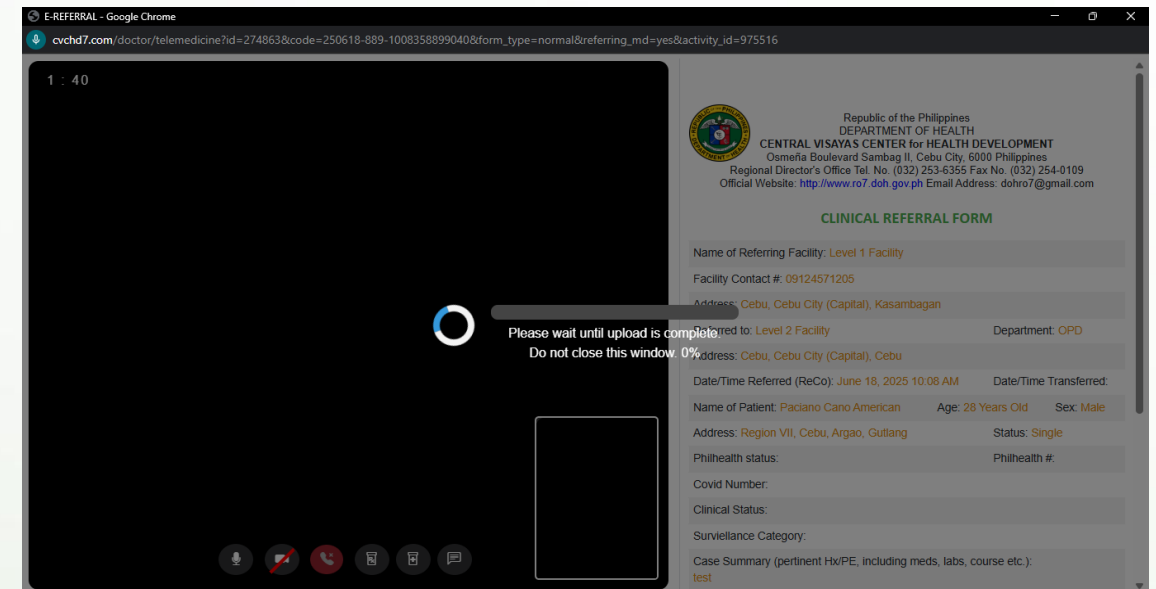 E-REFERRAL - Google Chrome
cvchd7.com/doctor/telemedicine?id=274863&code=250618-889-1008358899040&form_type=normal&referring_md=yes&activity_id=975516
1 : 40
Republic of the Philippines
DEPARTMENT OF HEALTH
CENTRAL VISAYAS CENTER for HEALTH DEVELOPMENT
Osmeña Boulevard Sambag II, Cebu City, 6000 Philippines
Regional Director's Office Tel. No. (032) 253-6355 Fax No. (032) 254-0109
Official Website: http://www.ro7.doh.gov.ph Email Address: dohro7@gmail.com
CLINICAL REFERRAL FORM
Name of Referring Facility: Level 1 Facility
Facility Contact #: 09124571205
Address: Cebu, Cebu City (Capital), Kasambagan
Please wait until upload is complete.
Do not close this window. 0%
Referred to: Level 2 Facility Department: OPD
Address: Cebu, Cebu City (Capital), Cebu
Date/Time Referred (ReCo): June 18, 2025 10:08 AM Date/Time Transferred:
Name of Patient: Paciano Cano American Age: 28 Years Old Sex: Male
Address: Region VII, Cebu, Argao, Gutlang Status: Single
Philhealth status: Philhealth #:
Covid Number:
Clinical Status:
Surviellance Category:
Case Summary (pertinent Hx/PE, including meds, labs, course etc.):
test